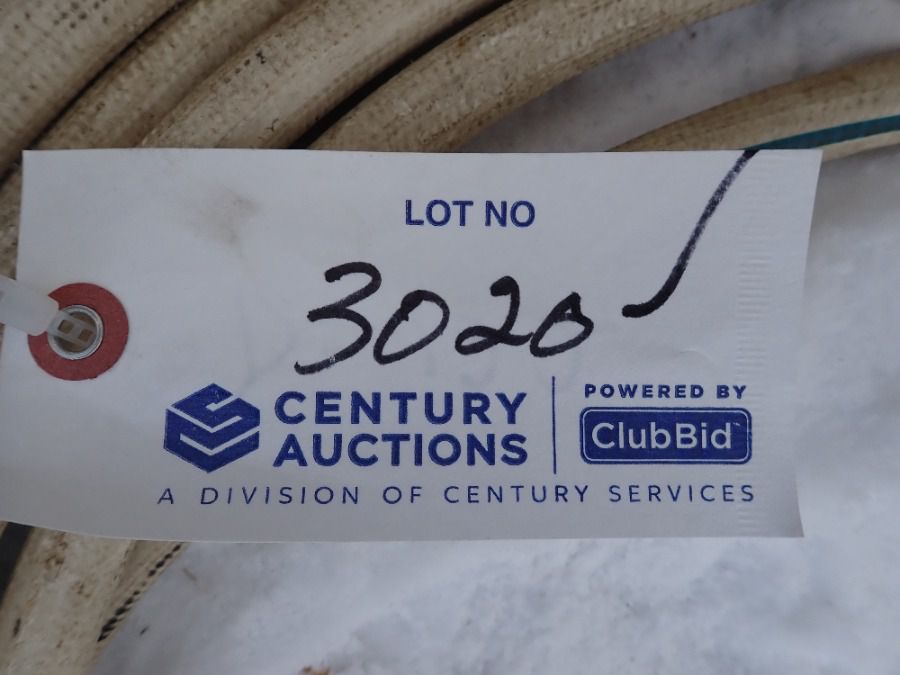 LOT NO
3020
CENTURY
AUCTIONS
POWERED BY
ClubBid
A DIVISION OF CENTURY SERVICES